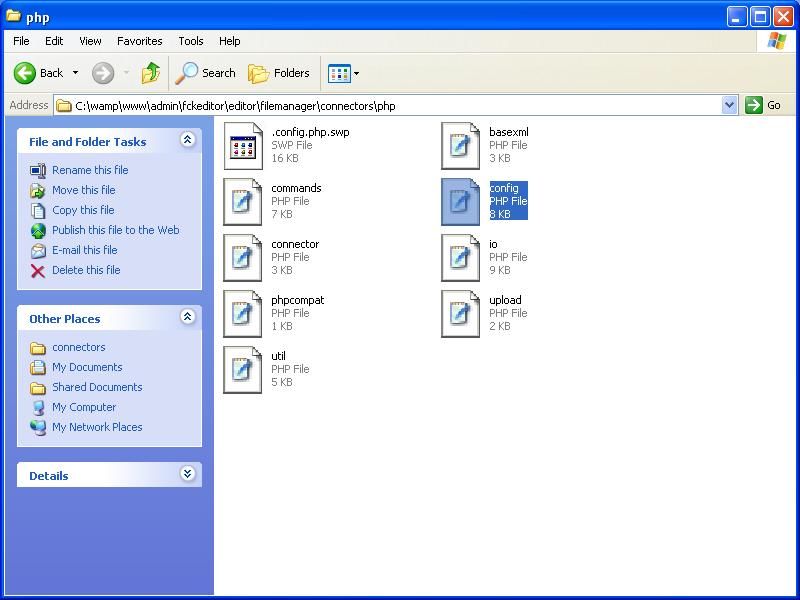 php
File Edit View Favorites Tools Help
Back Search Folders
Address C:\wamp\www\admin\fckeditor\editor\filemanager\connectors\php Go
File and Folder Tasks
Rename this file
Move this file
Copy this file
Publish this file to the Web
E-mail this file
Delete this file
Other Places
connectors
My Documents
Shared Documents
My Computer
My Network Places
Details
.config.php.swp
SWP File
16 KB
basexml
PHP File
3 KB
commands
PHP File
7 KB
config
PHP File
8 KB
connector
PHP File
3 KB
io
PHP File
9 KB
phpcompat
PHP File
1 KB
upload
PHP File
2 KB
util
PHP File
5 KB